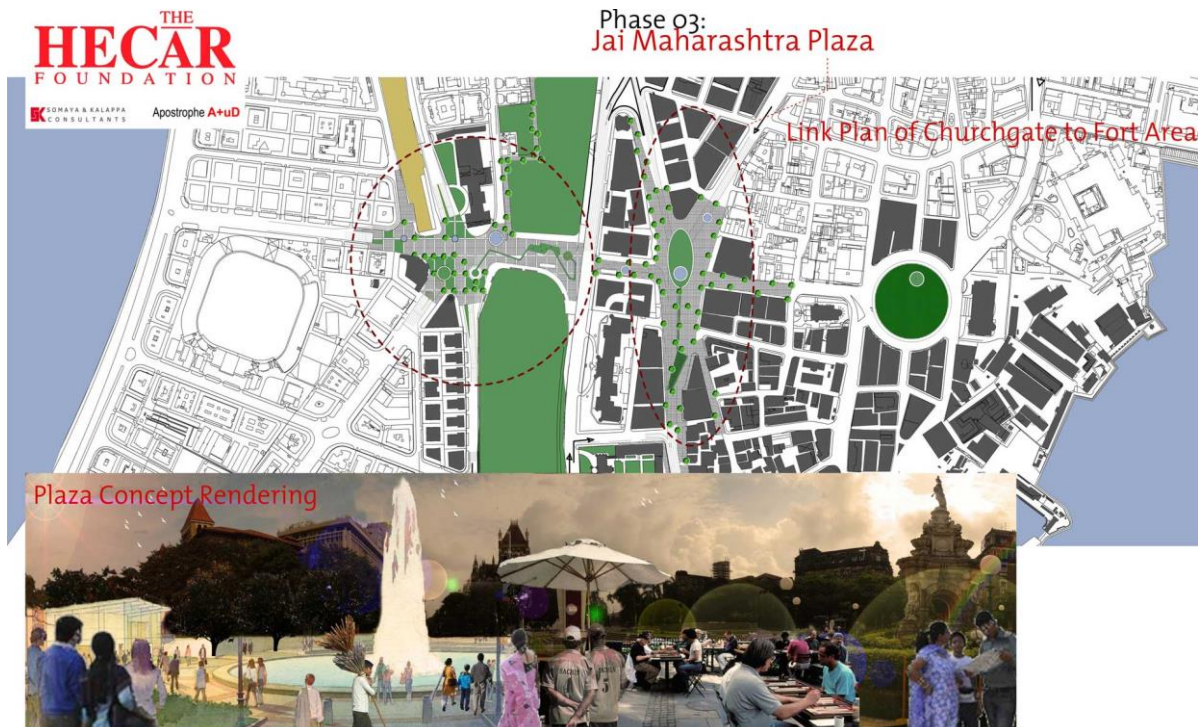 THE
HECAR
FOUNDATION
SK SOMAYA & KALAPPA
CONSULTANTS
Apostrophe A+uD
Phase 03:
Jai Maharashtra Plaza
Link Plan of Churchgate to Fort Area
Plaza Concept Rendering